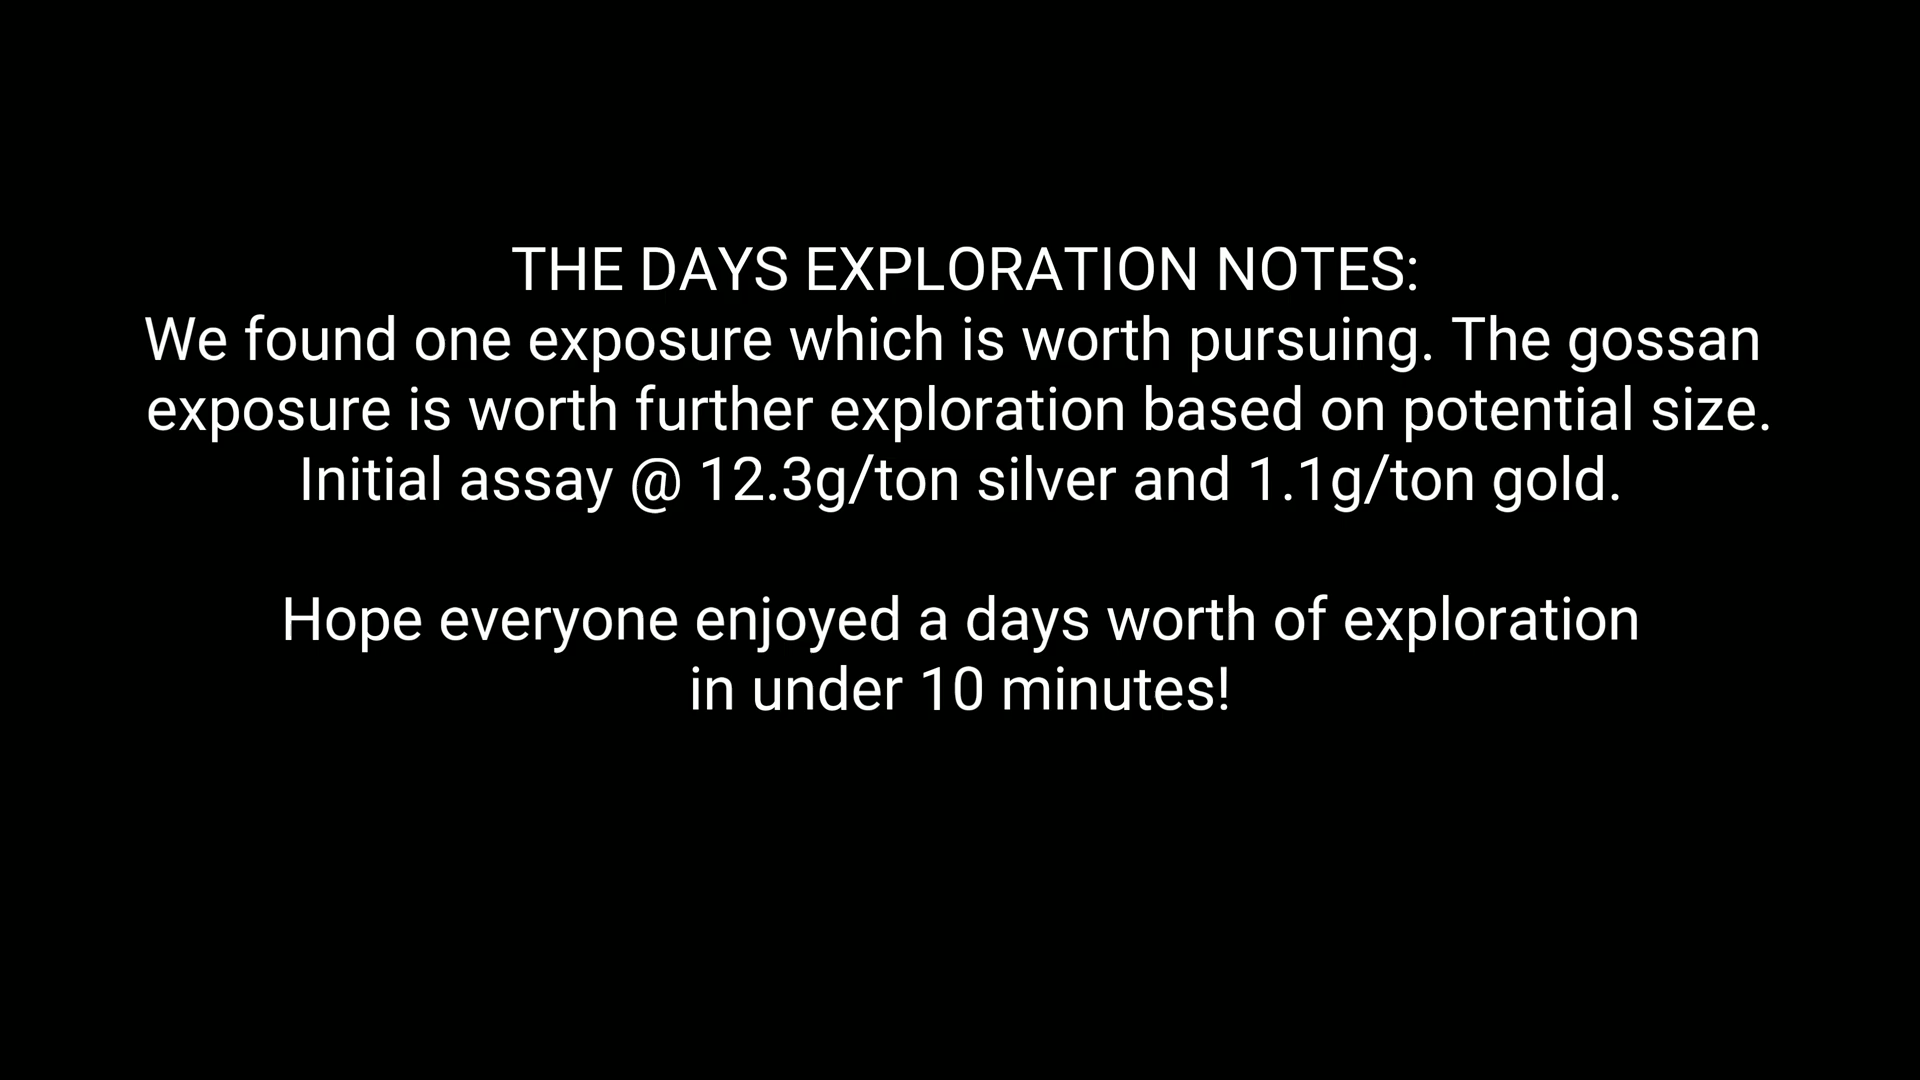 THE DAYS EXPLORATION NOTES:
We found one exposure which is worth pursuing. The gossan
exposure is worth further exploration based on potential size.
Initial assay @ 12.3g/ton silver and 1.1g/ton gold.
Hope everyone enjoyed a days worth of exploration
in under 10 minutes!